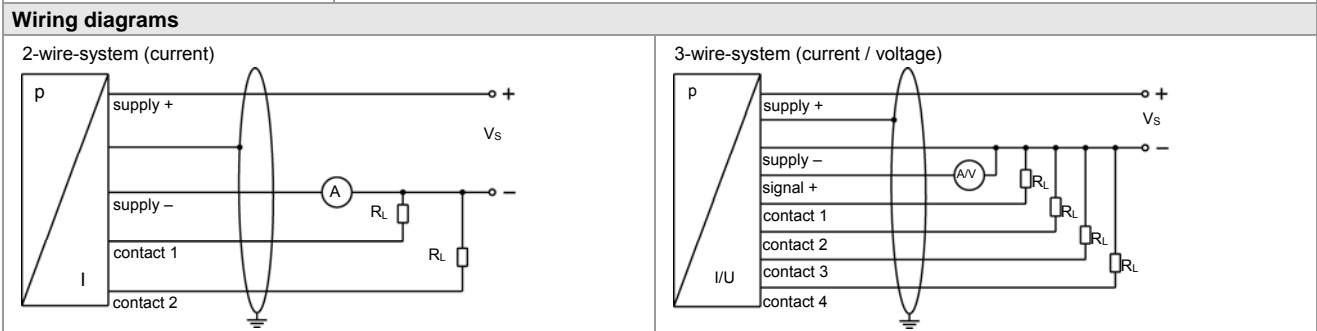 Wiring diagrams
2-wire-system (current)
p
supply +
+
Vs
A
supply –
–
RL
contact 1
RL
I
contact 2
3-wire-system (current / voltage)
p
supply +
+
Vs
–
supply –
A/V
signal +
RL
contact 1
RL
contact 2
RL
contact 3
RL
I/U
contact 4